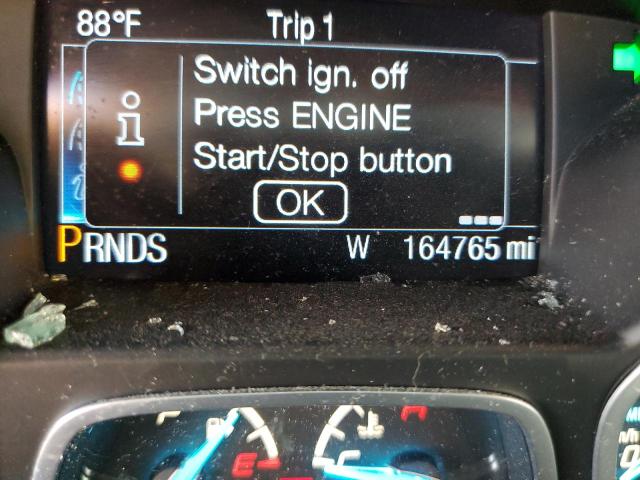 88°F Trip 1
Switch ign. off
Press ENGINE
Start/Stop button
OK
PRNDS W 164765 mi
F H
E C